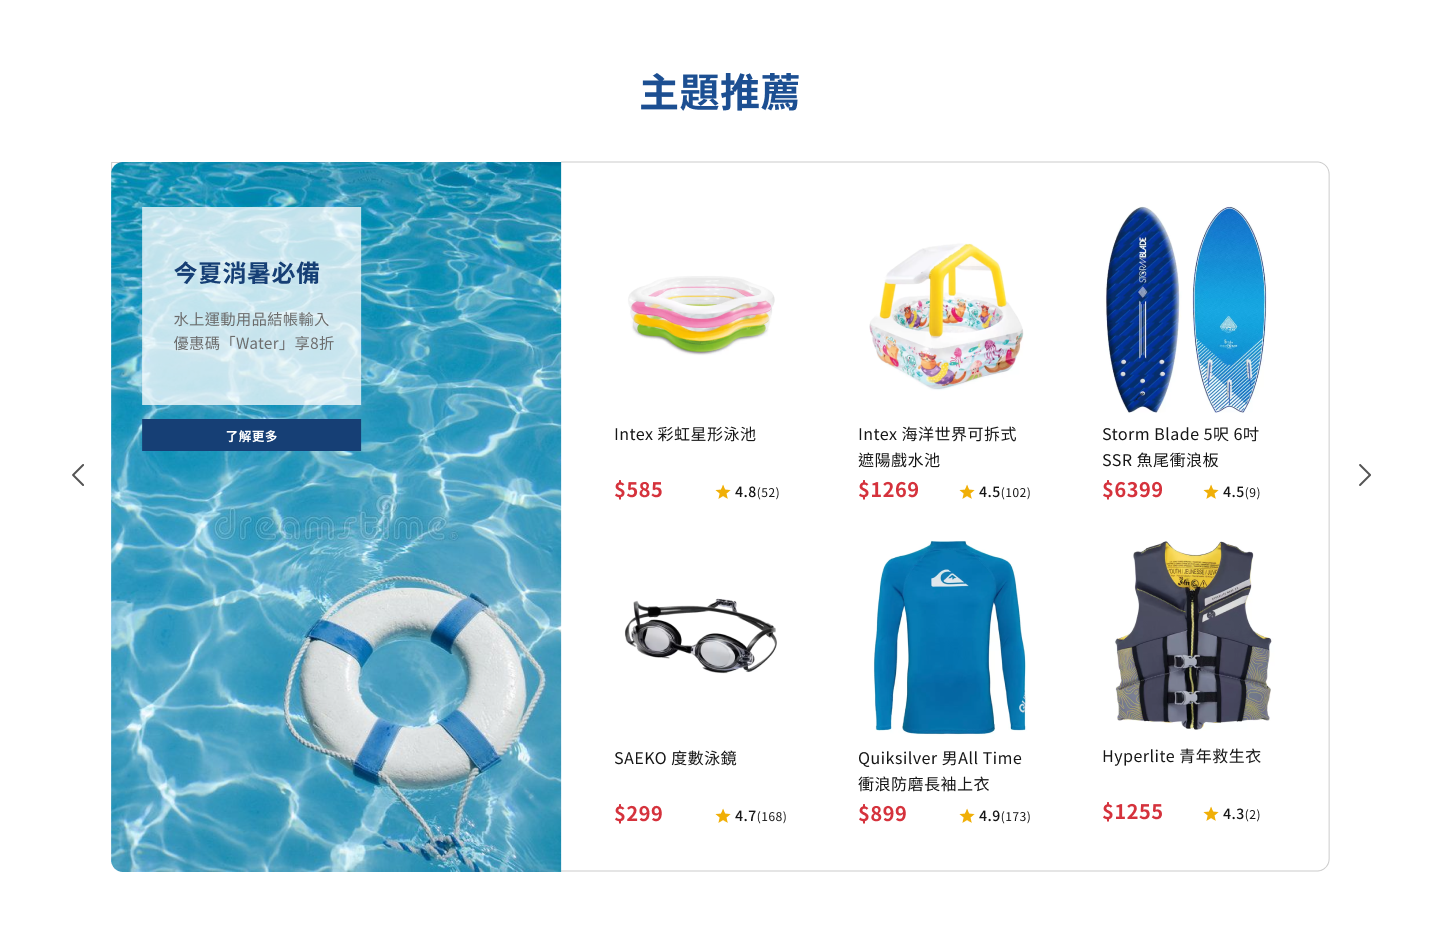 主題推薦
今夏消暑必備
水上運動用品結帳輸入
優惠碼「Water」享8折
了解更多
dreamstime
Intex 彩虹星形泳池
$585
4.8(52)
Intex 海洋世界可拆式
遮陽戲水池
$1269
4.5(102)
STORMBLADE
Storm Blade 5呎 6吋
SSR 魚尾衝浪板
$6399
4.5(9)
SAEKO 度數泳鏡
$299
4.7(168)
Quiksilver 男All Time
衝浪防磨長袖上衣
$899
4.9(173)
Hyperlite 青年救生衣
$1255
4.3(2)